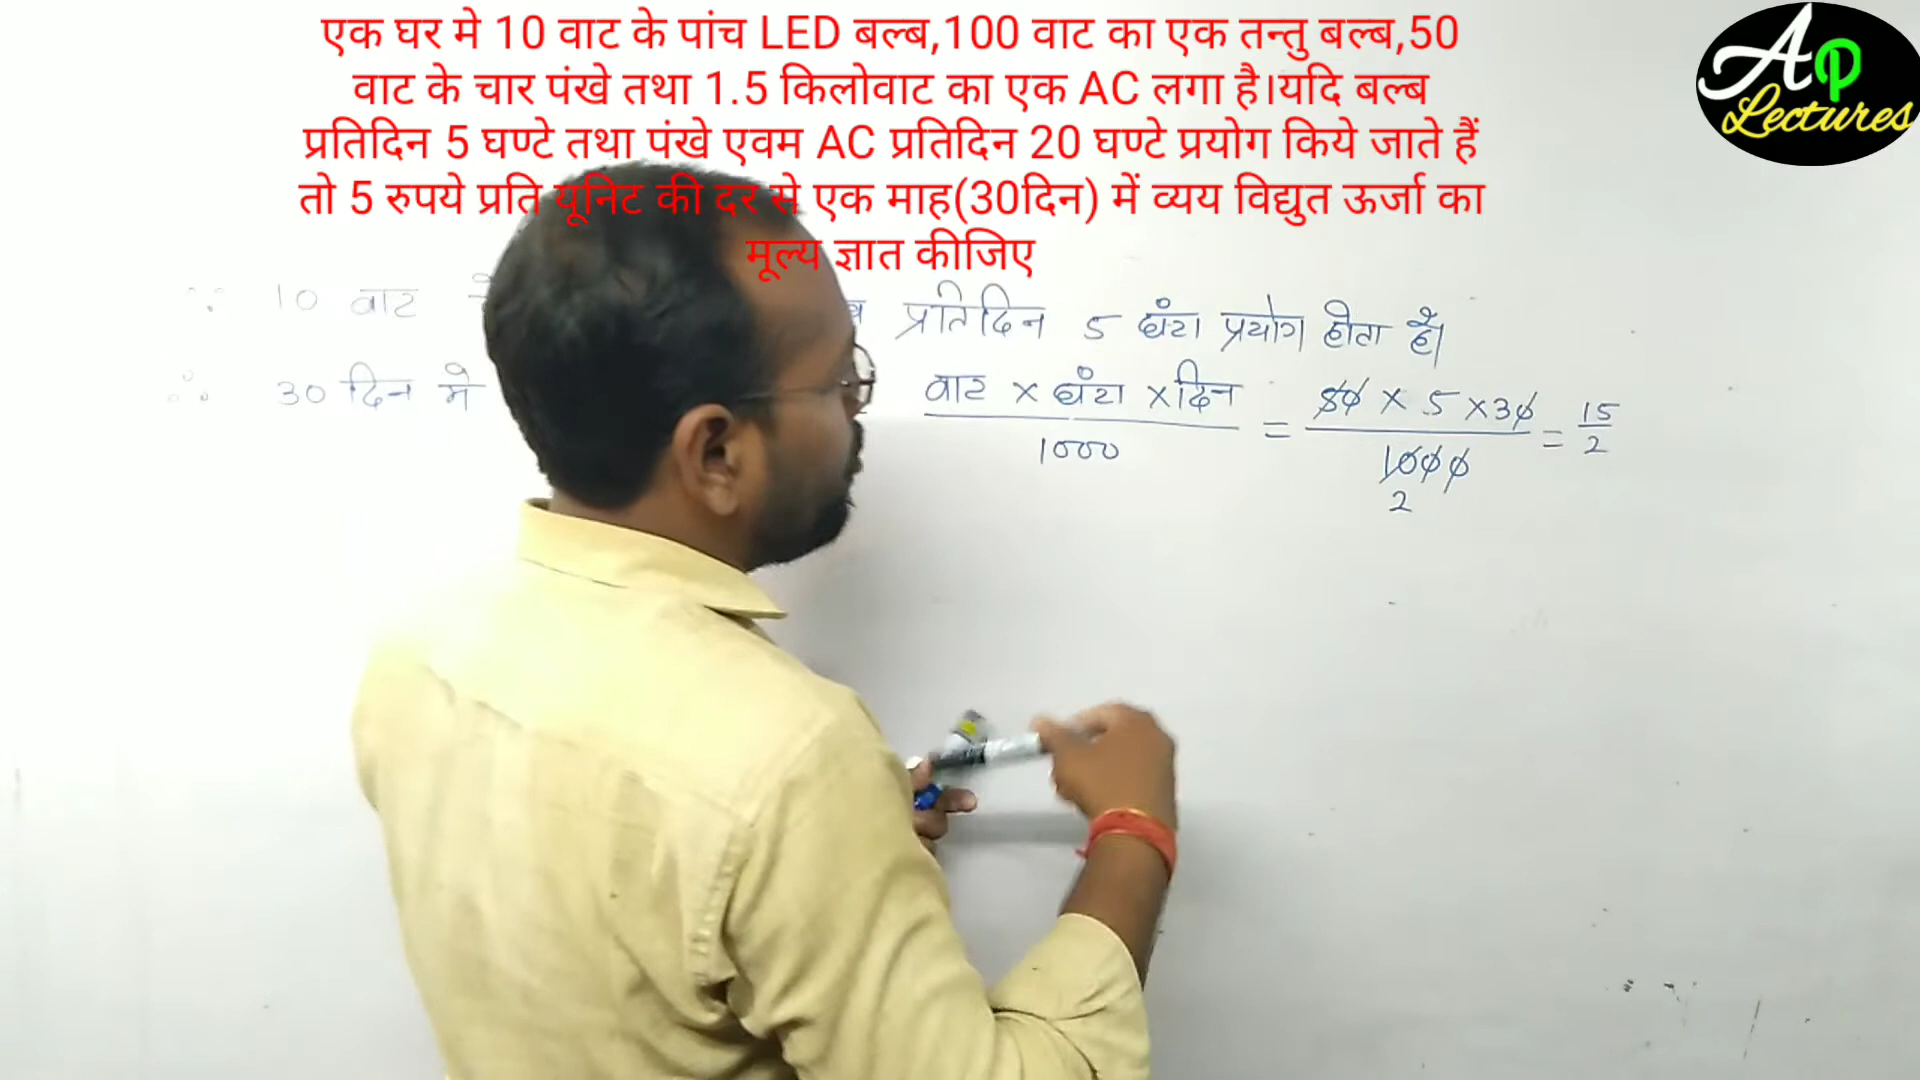 एक घर मे 10 वाट के पांच LED बल्ब,100 वाट का एक तन्तु बल्ब,50
वाट के चार पंखे तथा 1.5 किलोवाट का एक AC लगा है।यदि बल्ब
प्रतिदिन 5 घण्टे तथा पंखे एवम AC प्रतिदिन 20 घण्टे प्रयोग किये जाते हैं
तो 5 रुपये प्रति यूनिट की दर से एक माह(30दिन) में व्यय विद्युत ऊर्जा का
मूल्य ज्ञात कीजिए
AP
Lectures
∵ 10 वाट प्रतिदिन 5 घंटा प्रयोग होता है।
∴ 30 दिन मे वाट × घंटा × दिन / 1000 = 50 × 5 × 30 / 1000 = 15/2
2